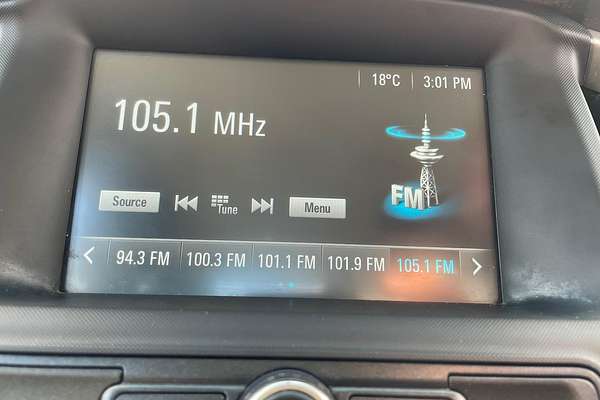 18°C 3:01 PM
105.1 MHz
FM
Source Tune Menu
94.3 FM 100.3 FM 101.1 FM 101.9 FM 105.1 FM